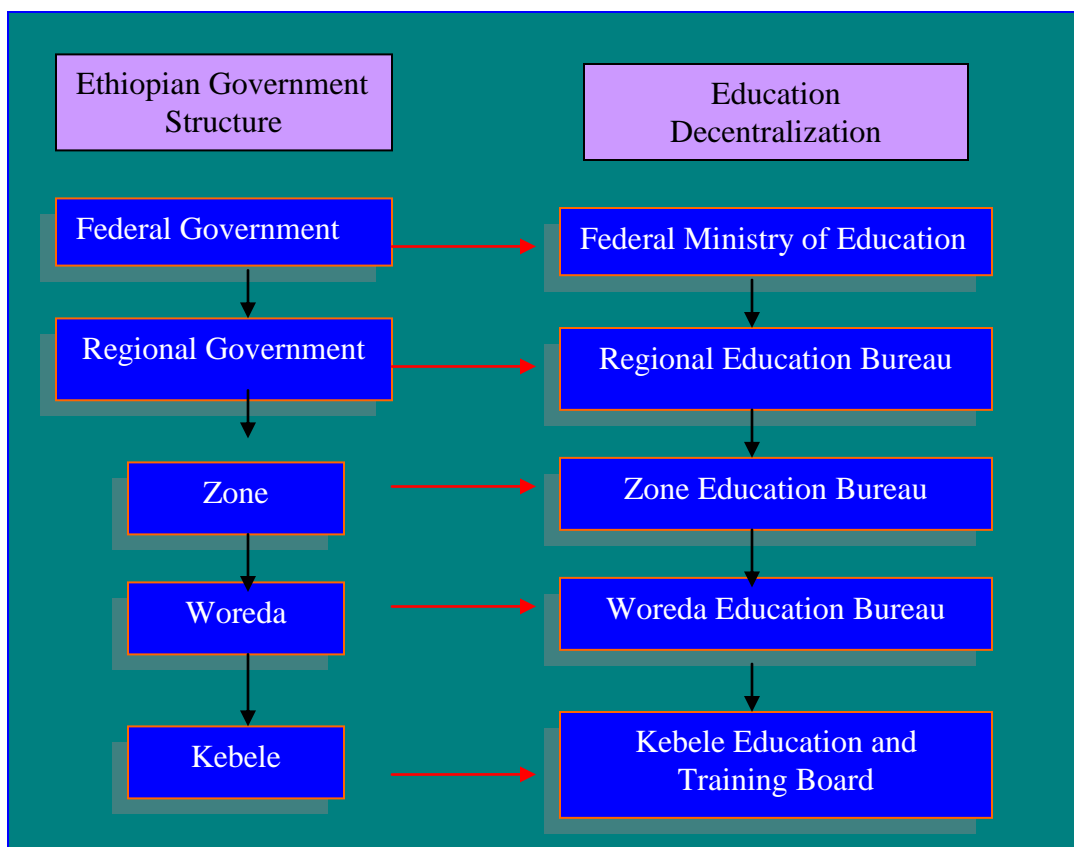 Ethiopian Government
Structure
Education
Decentralization
Federal Government
Federal Ministry of Education
Regional Government
Regional Education Bureau
Zone
Zone Education Bureau
Woreda
Woreda Education Bureau
Kebele
Kebele Education and
Training Board